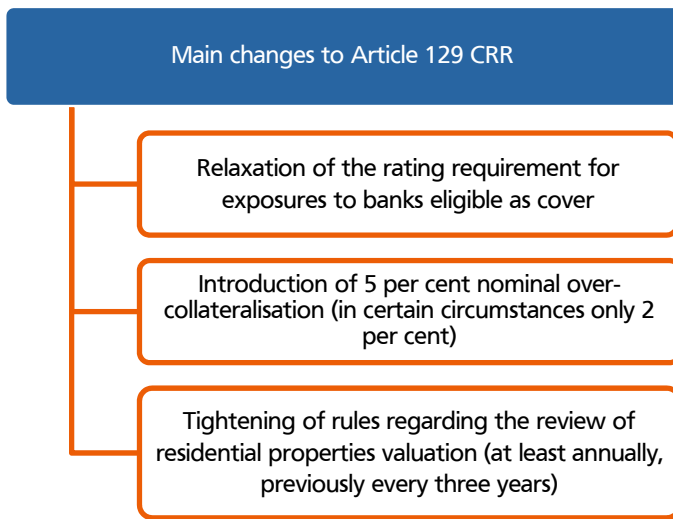 Main changes to Article 129 CRR
Relaxation of the rating requirement for
exposures to banks eligible as cover
Introduction of 5 per cent nominal over-
collateralisation (in certain circumstances only 2
per cent)
Tightening of rules regarding the review of
residential properties valuation (at least annually,
previously every three years)